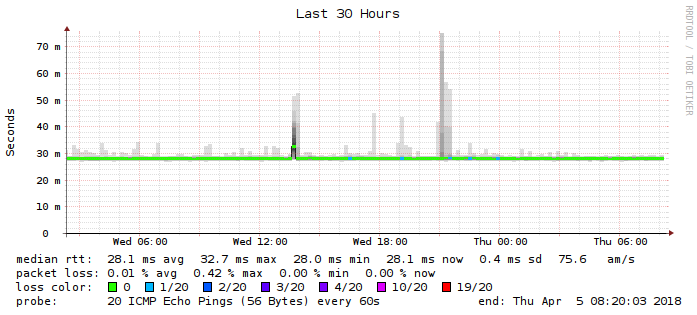 Last 30 Hours
RRDTOOL / TOBI OETIKER
Seconds
70 m
60 m
50 m
40 m
30 m
20 m
10 m
0
Wed 06:00 Wed 12:00 Wed 18:00 Thu 00:00 Thu 06:00
median rtt: 28.1 ms avg 32.7 ms max 28.0 ms min 28.1 ms now 0.4 ms sd 75.6 am/s
packet loss: 0.01 % avg 0.42 % max 0.00 % min 0.00 % now
loss color: 0 1/20 2/20 3/20 4/20 10/20 19/20
probe: 20 ICMP Echo Pings (56 Bytes) every 60s end: Thu Apr 5 08:20:03 2018